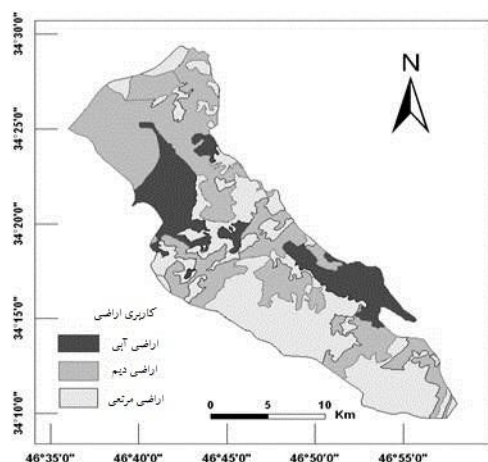 34°30'0"
34°25'0"
34°20'0"
34°15'0"
34°10'0"
N
کاربری اراضی
اراضی آبی
اراضی دیم
اراضی مرتعی
0 5 10
Km
46°35'0" 46°40'0" 46°45'0" 46°50'0" 46°55'0"